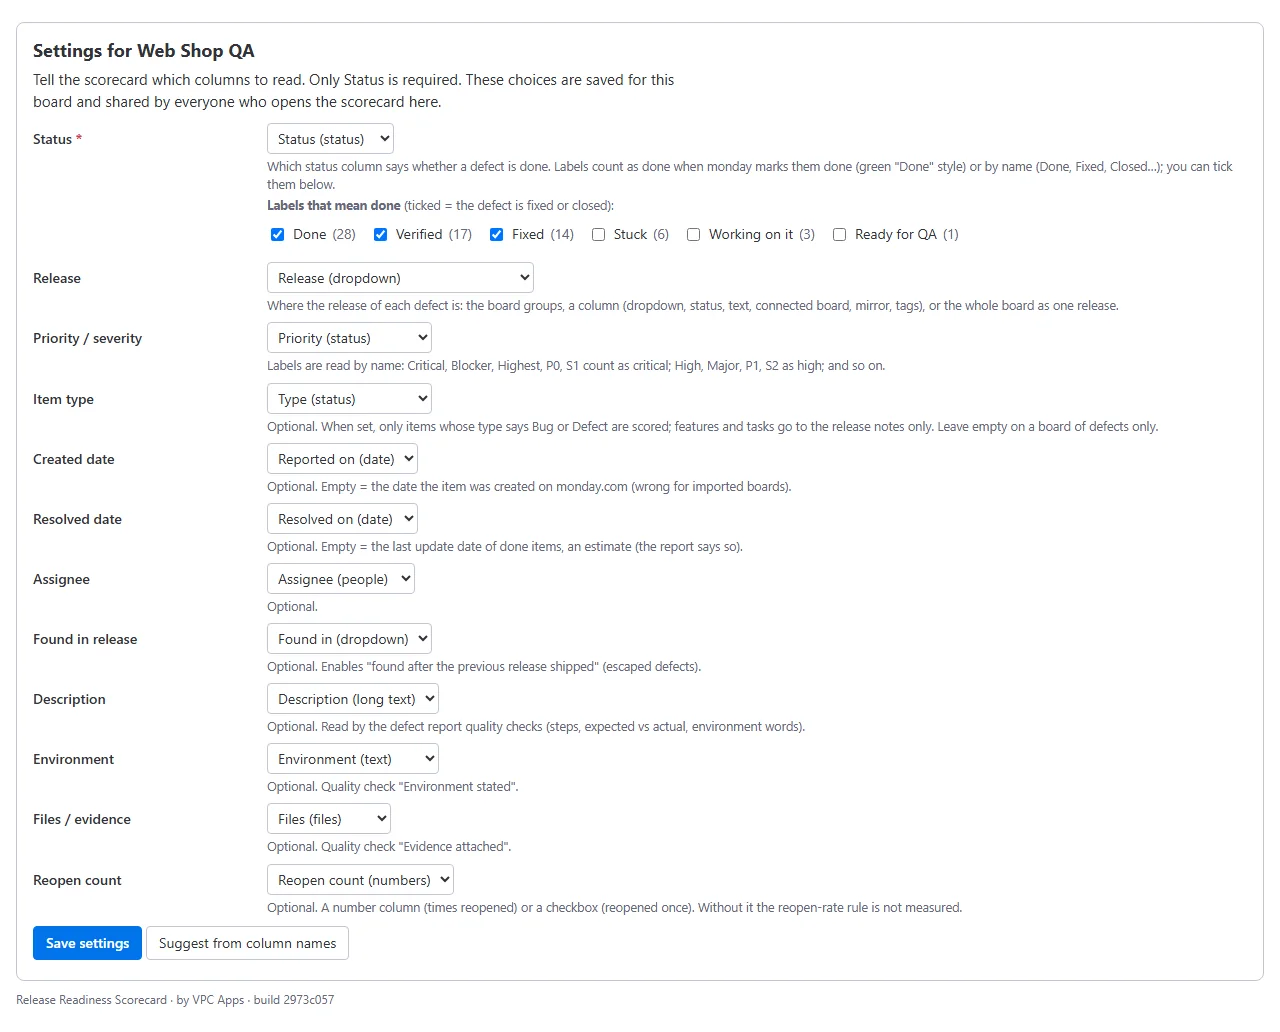 Settings for Web Shop QA
Tell the scorecard which columns to read. Only Status is required. These choices are saved for this
board and shared by everyone who opens the scorecard here.
Status *
Status (status)
Which status column says whether a defect is done. Labels count as done when monday marks them done (green "Done" style) or by name (Done, Fixed, Closed...); you can tick
them below.
Labels that mean done (ticked = the defect is fixed or closed):
Done (28) Verified (17) Fixed (14) Stuck (6) Working on it (3) Ready for QA (1)
Release
Release (dropdown)
Where the release of each defect is: the board groups, a column (dropdown, status, text, connected board, mirror, tags), or the whole board as one release.
Priority / severity
Priority (status)
Labels are read by name: Critical, Blocker, Highest, P0, S1 count as critical; High, Major, P1, S2 as high; and so on.
Item type
Type (status)
Optional. When set, only items whose type says Bug or Defect are scored; features and tasks go to the release notes only. Leave empty on a board of defects only.
Created date
Reported on (date)
Optional. Empty = the date the item was created on monday.com (wrong for imported boards).
Resolved date
Resolved on (date)
Optional. Empty = the last update date of done items, an estimate (the report says so).
Assignee
Assignee (people)
Optional.
Found in release
Found in (dropdown)
Optional. Enables "found after the previous release shipped" (escaped defects).
Description
Description (long text)
Optional. Read by the defect report quality checks (steps, expected vs actual, environment words).
Environment
Environment (text)
Optional. Quality check "Environment stated".
Files / evidence
Files (files)
Optional. Quality check "Evidence attached".
Reopen count
Reopen count (numbers)
Optional. A number column (times reopened) or a checkbox (reopened once). Without it the reopen-rate rule is not measured.
Save settings
Suggest from column names
Release Readiness Scorecard · by VPC Apps · build 2973c057